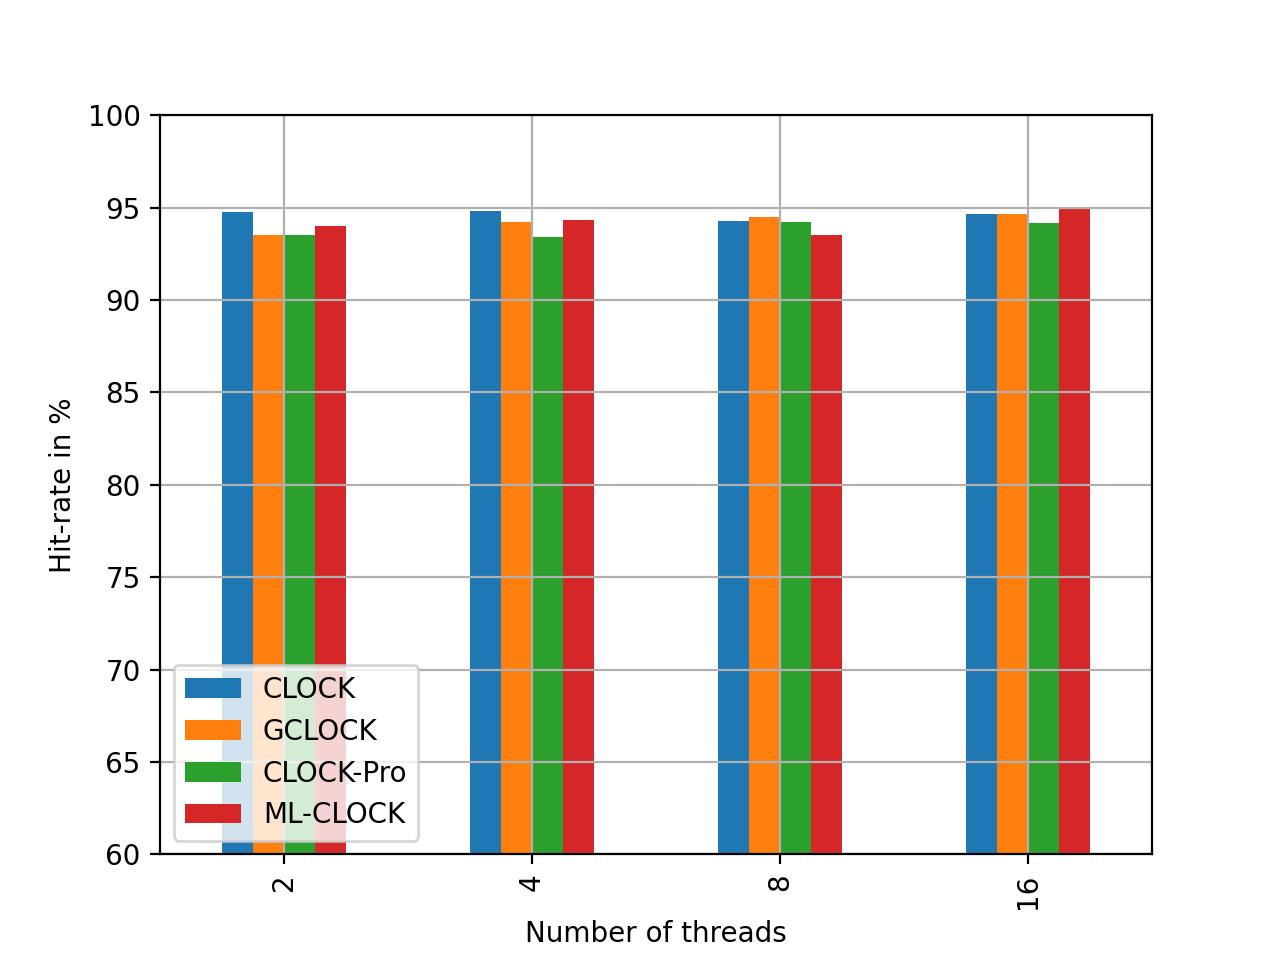 100
95
90
85
80
75
70
65
60
Hit-rate in %
CLOCK
GCLOCK
CLOCK-Pro
ML-CLOCK
2
4
8
16
Number of threads